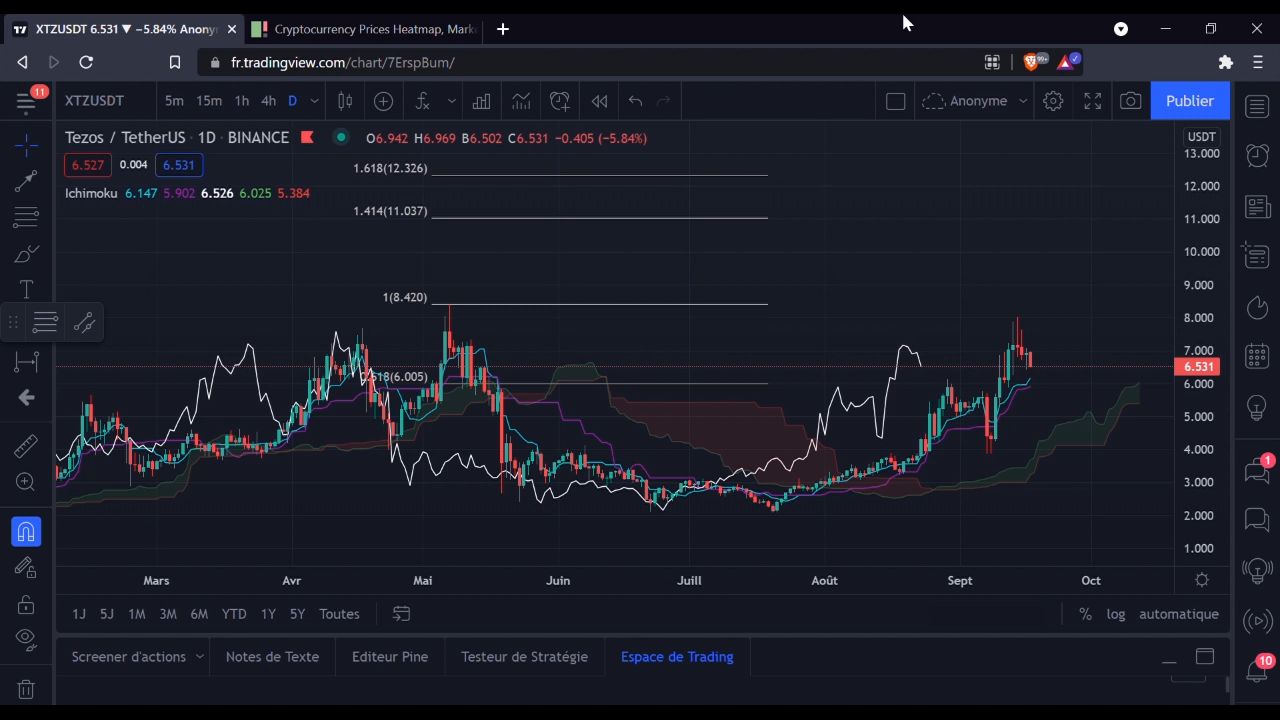 XTZUSDT 6.531 ▼ −5.84% Anony
Cryptocurrency Prices Heatmap, Mark
fr.tradingview.com/chart/7ErspBum/
99+
11
XTZUSDT
5m 15m 1h 4h D
Anonyme
Publier
Tezos / TetherUS · 1D · BINANCE
O6.942 H6.969 B6.502 C6.531 −0.405 (−5.84%)
6.527 0.004 6.531
Ichimoku 6.147 5.902 6.526 6.025 5.384
USDT
13.000
12.000
11.000
10.000
9.000
8.000
7.000
6.531
6.000
5.000
4.000
3.000
2.000
1.000
1.618(12.326)
1.414(11.037)
1(8.420)
0.618(6.005)
Mars Avr Mai Juin Juill Août Sept Oct
1J 5J 1M 3M 6M YTD 1Y 5Y Toutes
% log automatique
Screener d'actions Notes de Texte Editeur Pine Testeur de Stratégie Espace de Trading
1
10